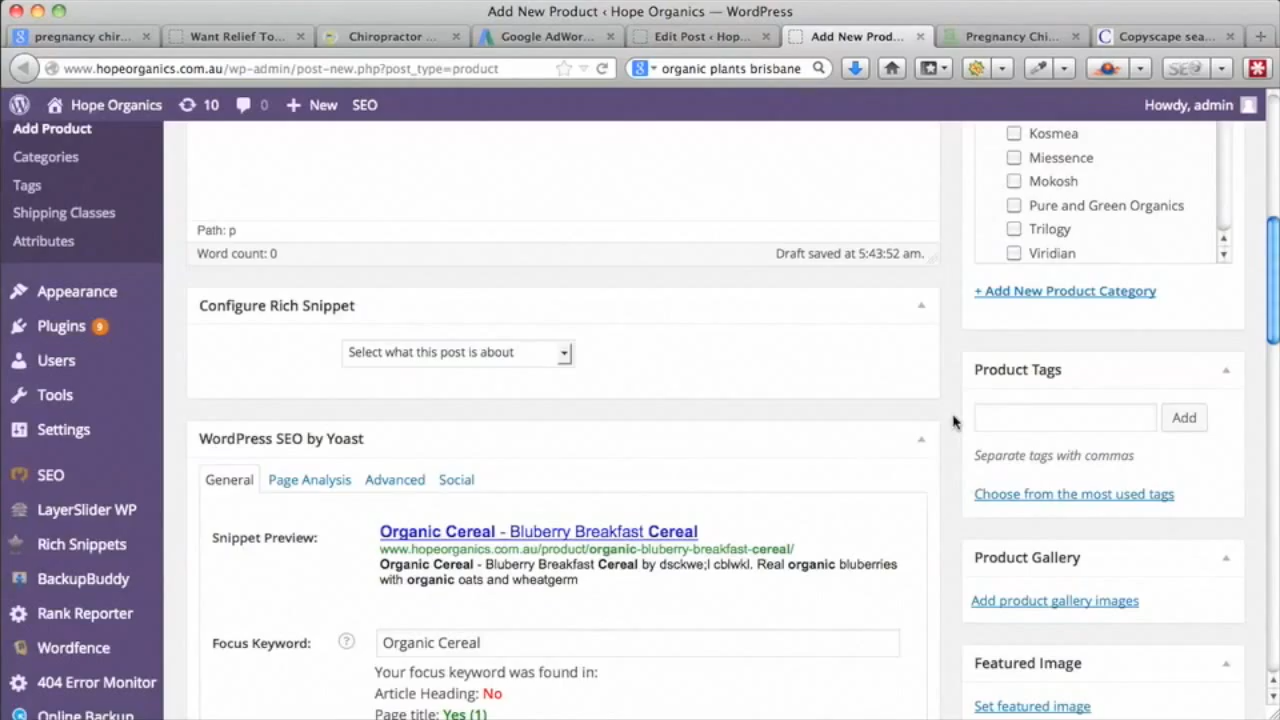 Add New Product ‹ Hope Organics — WordPress
pregnancy chir...
Want Relief To...
Chiropractor ...
Google AdWor...
Edit Post ‹ Hop...
Add New Prod...
Pregnancy Chi...
Copyscape sea...
www.hopeorganics.com.au/wp-admin/post-new.php?post_type=product
organic plants brisbane
SEO
Hope Organics
10
0
New
SEO
Howdy, admin
Add Product
Categories
Tags
Shipping Classes
Attributes
Appearance
Plugins 9
Users
Tools
Settings
SEO
LayerSlider WP
Rich Snippets
BackupBuddy
Rank Reporter
Wordfence
404 Error Monitor
Online Backup
Path: p
Word count: 0
Draft saved at 5:43:52 am.
Configure Rich Snippet
Select what this post is about
WordPress SEO by Yoast
General
Page Analysis
Advanced
Social
Snippet Preview:
Organic Cereal - Bluberry Breakfast Cereal
www.hopeorganics.com.au/product/organic-bluberry-breakfast-cereal/
Organic Cereal - Bluberry Breakfast Cereal by dsckwe;l cblwkl. Real organic bluberries
with organic oats and wheatgerm
Focus Keyword:
?
Organic Cereal
Your focus keyword was found in:
Article Heading: No
Page title: Yes (1)
Kosmea
Miessence
Mokosh
Pure and Green Organics
Trilogy
Viridian
+ Add New Product Category
Product Tags
Add
Separate tags with commas
Choose from the most used tags
Product Gallery
Add product gallery images
Featured Image
Set featured image